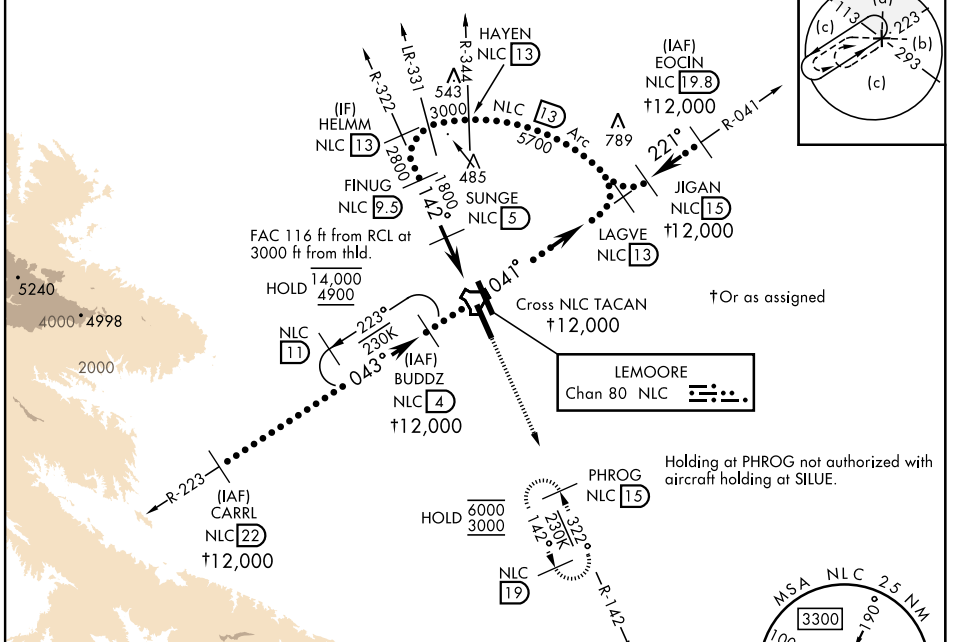 (a)
(c)
113
223
(b)
293
(c)
HAYEN
NLC 13
R-344
LR-331
R-322
543
3000
NLC 13 Arc
5700
789
(IAF)
EOCIN
NLC 19.8
†12,000
R-041
221°
(IF)
HELMM
NLC 13
2800
485
FINUG
NLC 9.5
1800
142°
SUNGE
NLC 5
JIGAN
NLC 15
†12,000
LAGVE
NLC 13
FAC 116 ft from RCL at
3000 ft from thld.
HOLD 14,000
4900
041°
Cross NLC TACAN
†12,000
†Or as assigned
5240
4000
4998
2000
NLC
11
223°
230K
043°
(IAF)
BUDDZ
NLC 4
†12,000
LEMOORE
Chan 80 NLC
R-223
(IAF)
CARRL
NLC 22
†12,000
Holding at PHROG not authorized with
aircraft holding at SILUE.
PHROG
NLC 15
HOLD 6000
3000
322°
230K
142°
NLC
19
R-142
MSA NLC 25 NM
3300
190°
100